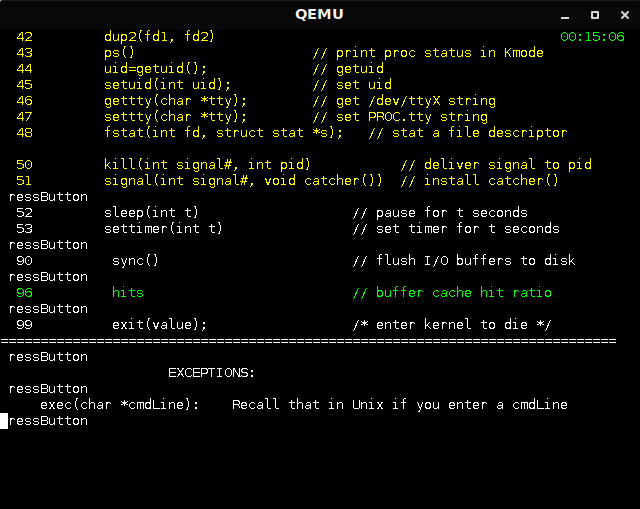 QEMU
42 dup2(fd1, fd2) 00:15:06
43 ps() // print proc status in Kmode
44 uid=getuid(); // getuid
45 setuid(int uid); // set uid
46 gettty(char *tty); // get /dev/ttyX string
47 settty(char *tty); // set PROC.tty string
48 fstat(int fd, struct stat *s); // stat a file descriptor
50 kill(int signal#, int pid) // deliver signal to pid
51 signal(int signal#, void catcher()) // install catcher()
ressButton
52 sleep(int t) // pause for t seconds
53 settimer(int t) // set timer for t seconds
ressButton
90 sync() // flush I/O buffers to disk
ressButton
96 hits // buffer cache hit ratio
ressButton
99 exit(value); /* enter kernel to die */
=============================================================================
ressButton
EXCEPTIONS:
ressButton
exec(char *cmdLine): Recall that in Unix if you enter a cmdLine
ressButton